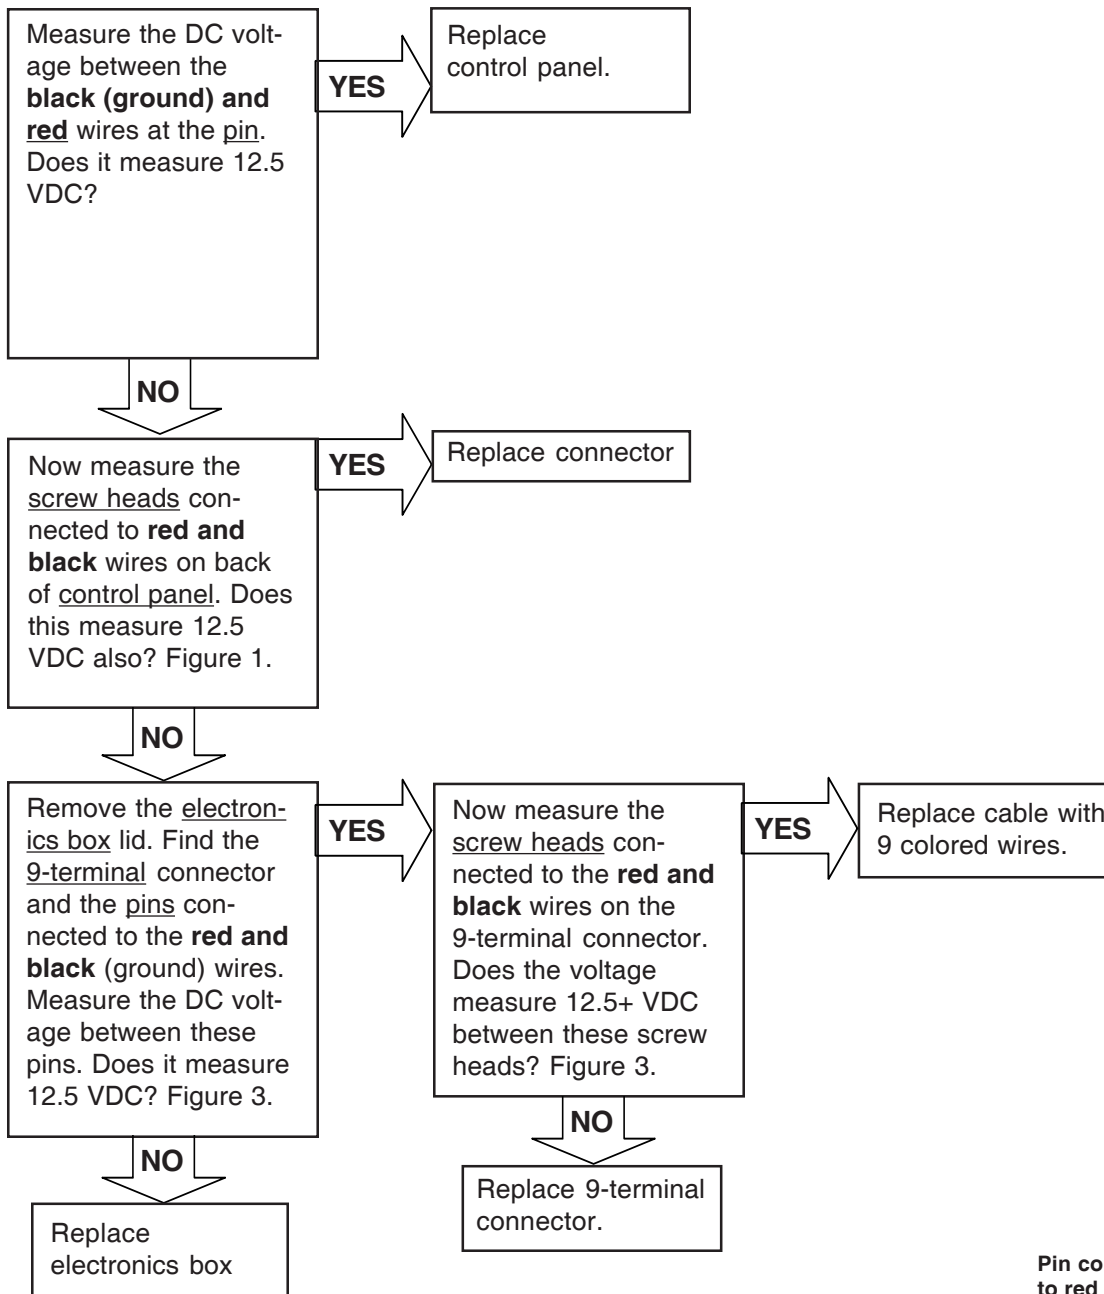 Measure the DC volt-
age between the
black (ground) and
red wires at the pin.
Does it measure 12.5
VDC?
YES
Replace
control panel.
NO
Now measure the
screw heads con-
nected to red and
black wires on back
of control panel. Does
this measure 12.5
VDC also? Figure 1.
YES
Replace connector
NO
Remove the electron-
ics box lid. Find the
9-terminal connector
and the pins con-
nected to the red and
black (ground) wires.
Measure the DC volt-
age between these
pins. Does it measure
12.5 VDC? Figure 3.
YES
Now measure the
screw heads con-
nected to the red and
black wires on the
9-terminal connector.
Does the voltage
measure 12.5+ VDC
between these screw
heads? Figure 3.
YES
Replace cable with
9 colored wires.
NO
Replace
electronics box
NO
Replace 9-terminal
connector.
Pin co
to red